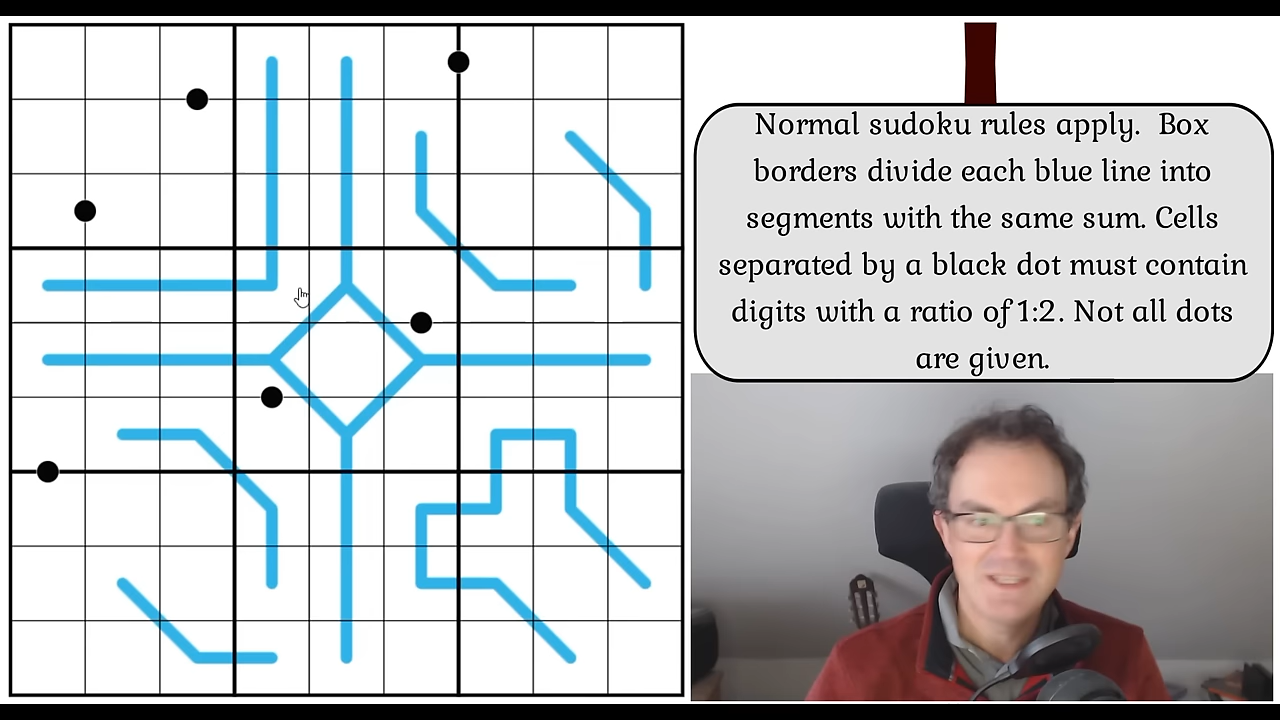 Normal sudoku rules apply. Box
borders divide each blue line into
segments with the same sum. Cells
separated by a black dot must contain
digits with a ratio of 1:2. Not all dots
are given.